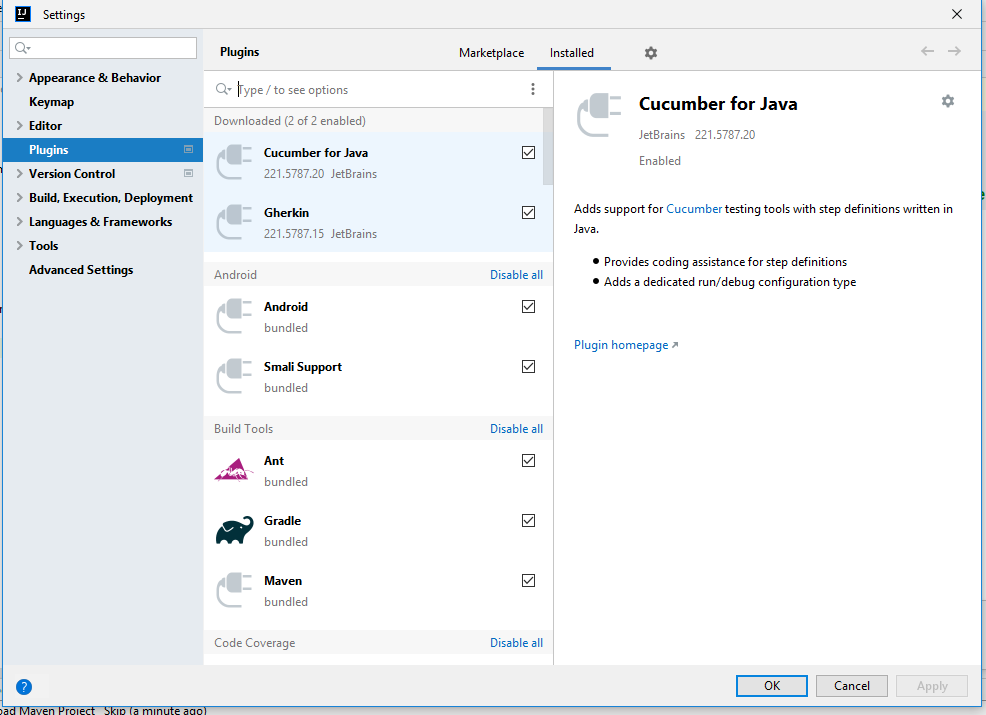 Settings
Plugins
Marketplace
Installed
Type / to see options
Appearance & Behavior
Keymap
Editor
Plugins
Version Control
Build, Execution, Deployment
Languages & Frameworks
Tools
Advanced Settings
Downloaded (2 of 2 enabled)
Cucumber for Java
221.5787.20 JetBrains
Gherkin
221.5787.15 JetBrains
Android Disable all
Android
bundled
Smali Support
bundled
Build Tools Disable all
Ant
bundled
Gradle
bundled
Maven
bundled
Code Coverage Disable all
Cucumber for Java
JetBrains 221.5787.20
Enabled
Adds support for Cucumber testing tools with step definitions written in
Java.
• Provides coding assistance for step definitions
• Adds a dedicated run/debug configuration type
Plugin homepage ↗
?
OK
Cancel
Apply
oad Maven Project Skip (a minute ago)